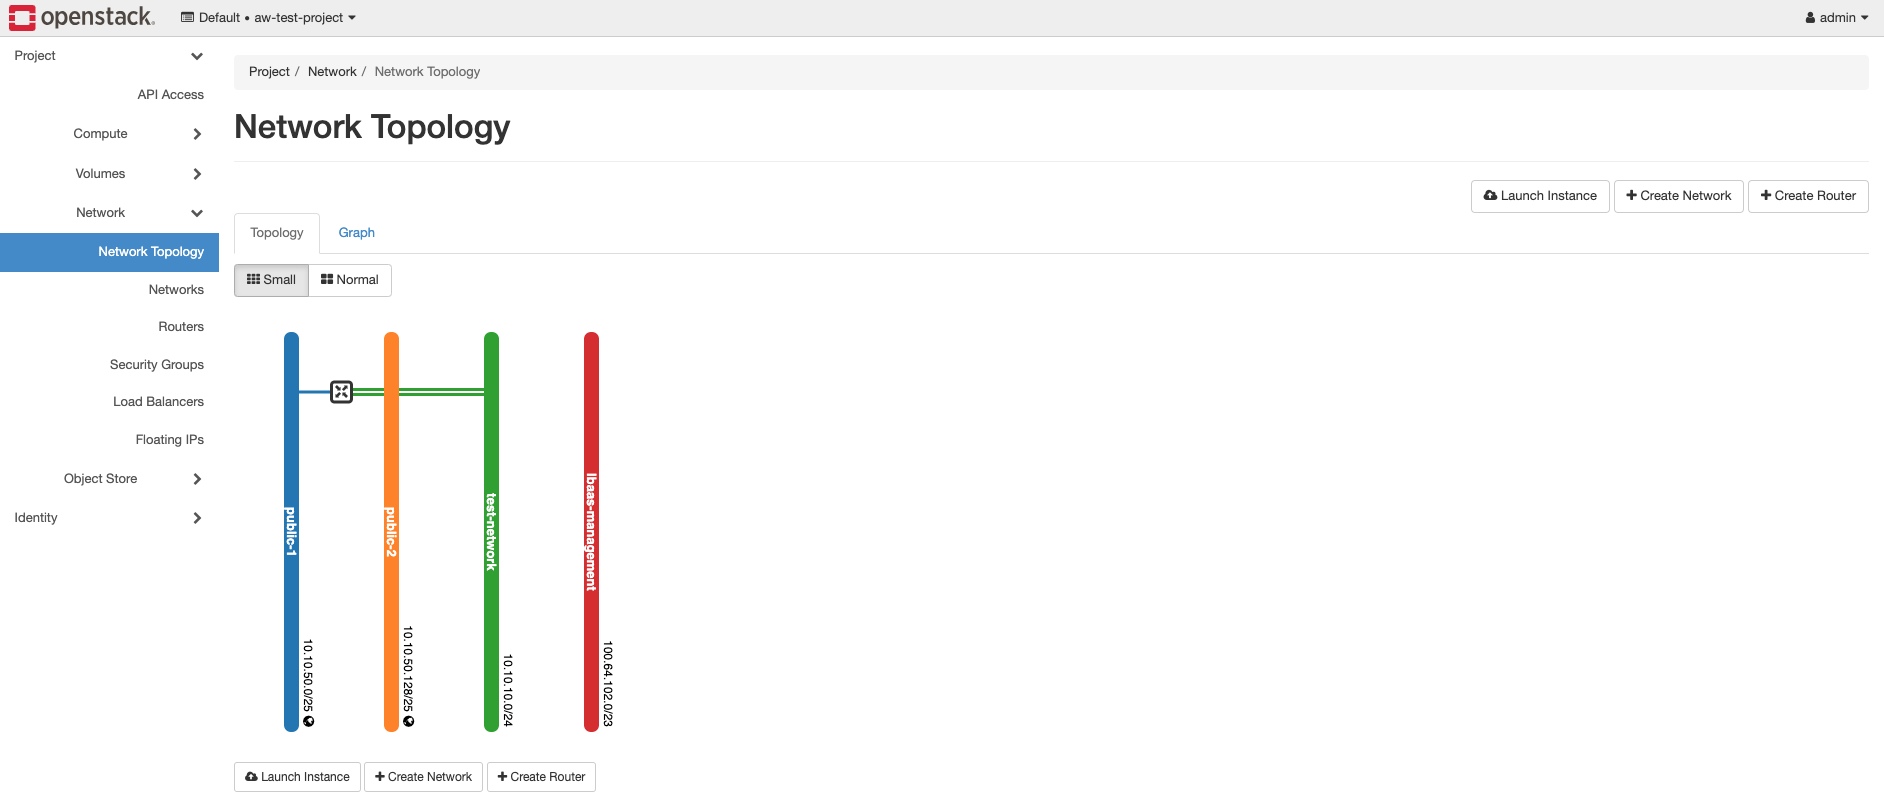 openstack.
Default • aw-test-project
admin
Project
API Access
Compute
Volumes
Network
Network Topology
Networks
Routers
Security Groups
Load Balancers
Floating IPs
Object Store
Identity
Project / Network / Network Topology
Network Topology
Launch Instance
Create Network
Create Router
Topology
Graph
Small
Normal
public-1
10.10.50.0/25
public-2
10.10.50.128/25
test-network
10.10.10.0/24
lbaas-management
100.64.102.0/23
Launch Instance
Create Network
Create Router